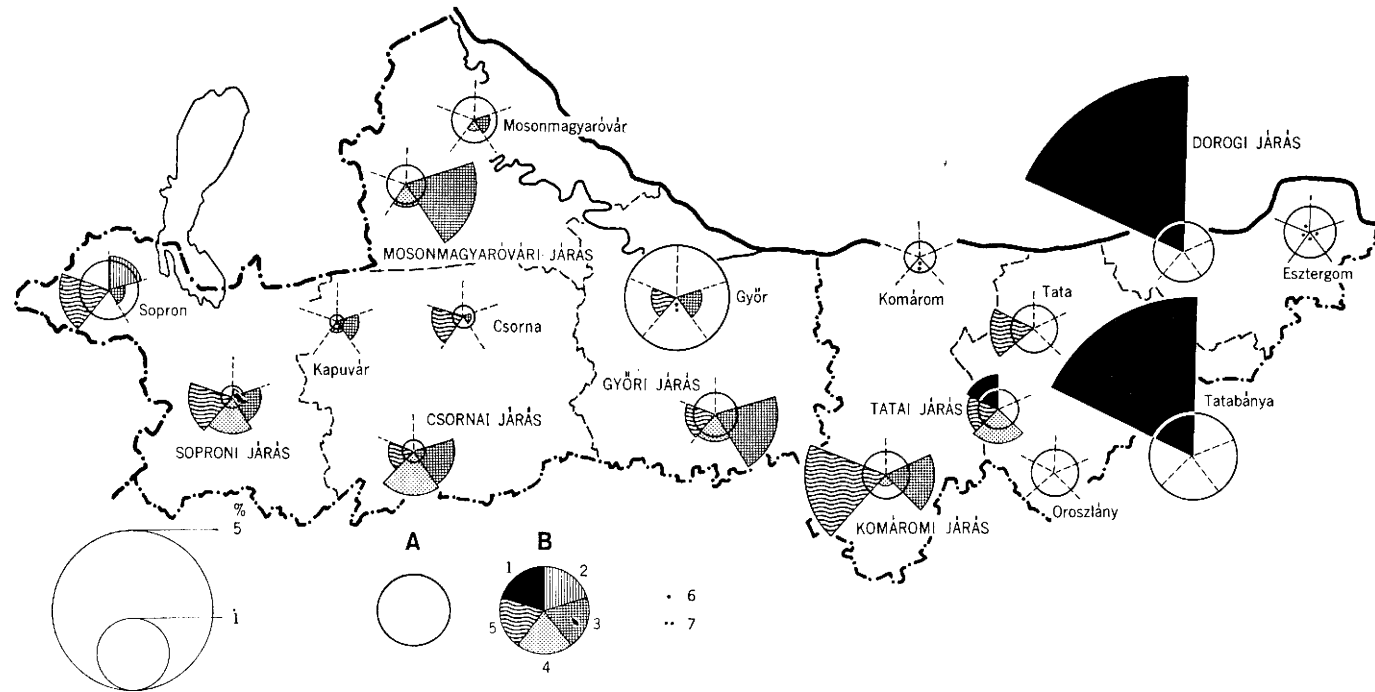 Mosonmagyaróvár
DOROGI JÁRÁS
MOSONMAGYARÓVÁRI JÁRÁS
Sopron
Kapuvár
Csorna
Győr
Komárom
Tata
Esztergom
SOPRONI JÁRÁS
CSORNAI JÁRÁS
GYŐRI JÁRÁS
TATAI JÁRÁS
Tatabánya
KOMÁROMI JÁRÁS
Oroszlány
%
5
1
A
B
1
2
3
4
5
6
7